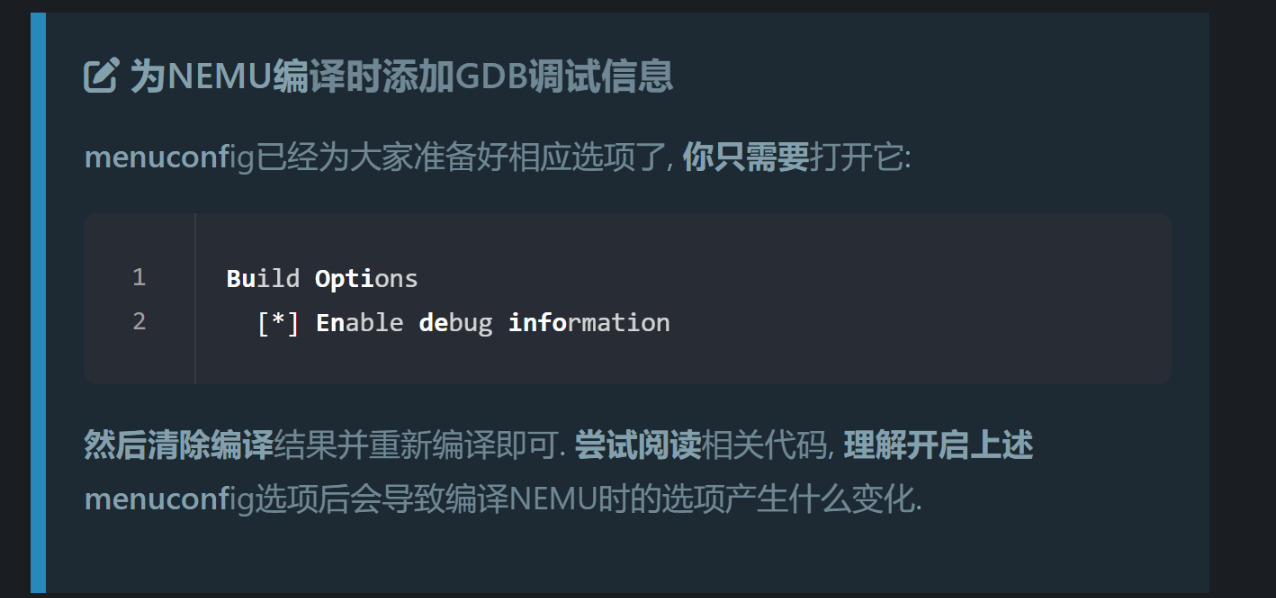 为NEMU编译时添加GDB调试信息
menuconfig已经为大家准备好相应选项了, 你只需要打开它:
1 Build Options
2 [*] Enable debug information
然后清除编译结果并重新编译即可. 尝试阅读相关代码, 理解开启上述
menuconfig选项后会导致编译NEMU时的选项产生什么变化.